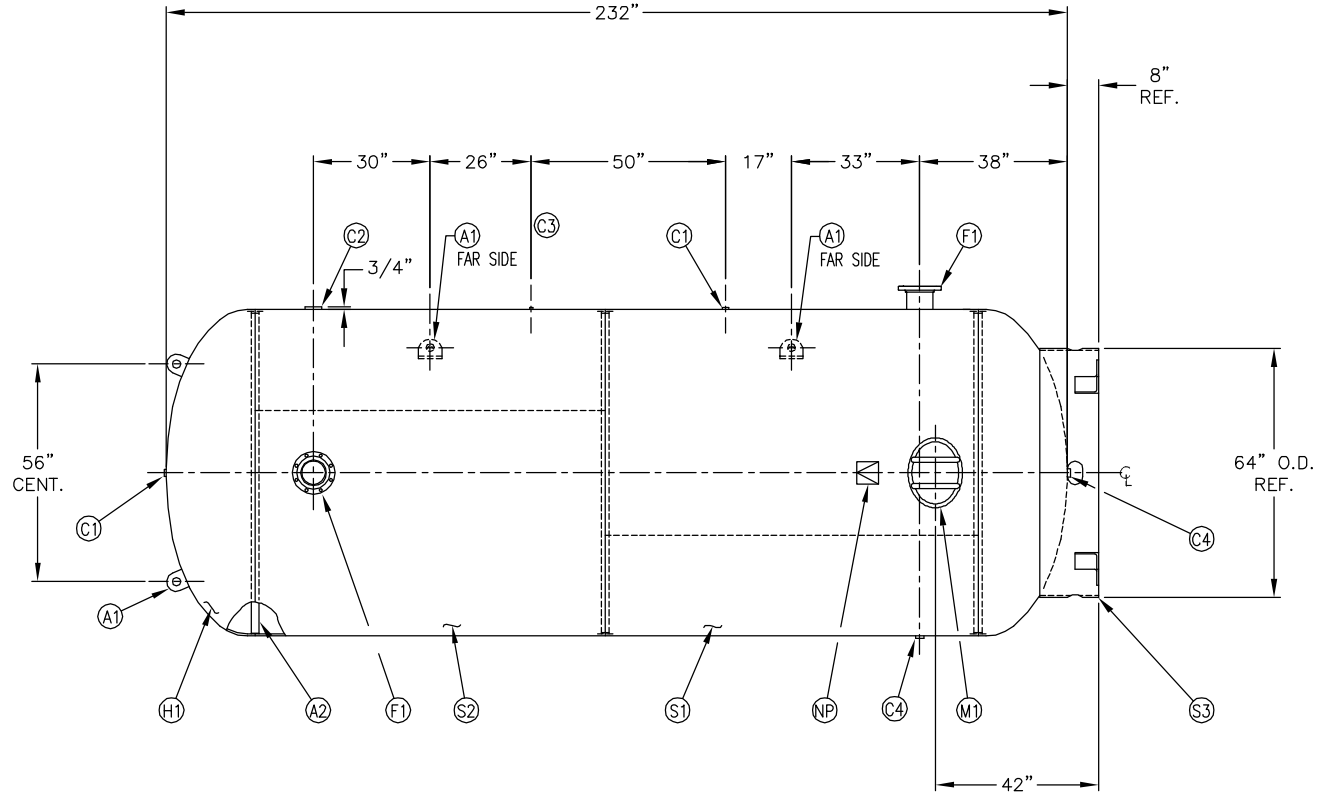 232”
8”
REF.
30”
26”
50”
17”
33”
38”
C3
C2
A1
FAR SIDE
C1
A1
FAR SIDE
F1
3/4”
56”
CENT.
64” O.D.
REF.
CL
C1
C4
A1
H1
A2
F1
S2
S1
NP
C4
M1
S3
42”